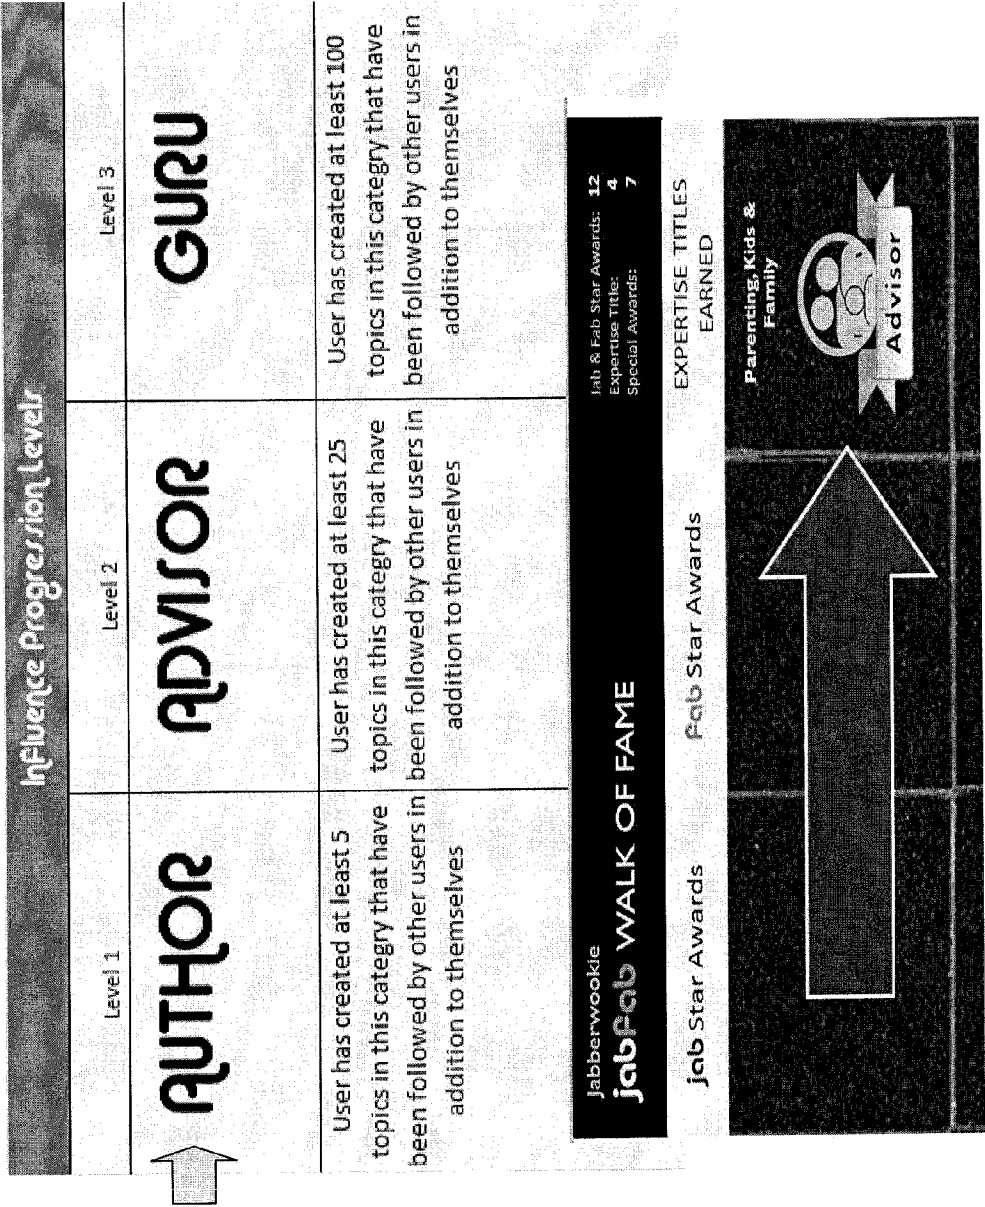 Influence Progression Levels
Level 1
Level 2
Level 3
AUTHOR
ADVISOR
GURU
User has created at least 5
topics in this categry that have
been followed by other users in
addition to themselves
User has created at least 25
topics in this categry that have
been followed by other users in
addition to themselves
User has created at least 100
topics in this categry that have
been followed by other users in
addition to themselves
Jabberwookie
jabFab WALK OF FAME
Jab & Fab Star Awards: 12
Expertise Title: 4
Special Awards: 7
jab Star Awards
Fab Star Awards
EXPERTISE TITLES
EARNED
Parenting, Kids &
Family
Advisor